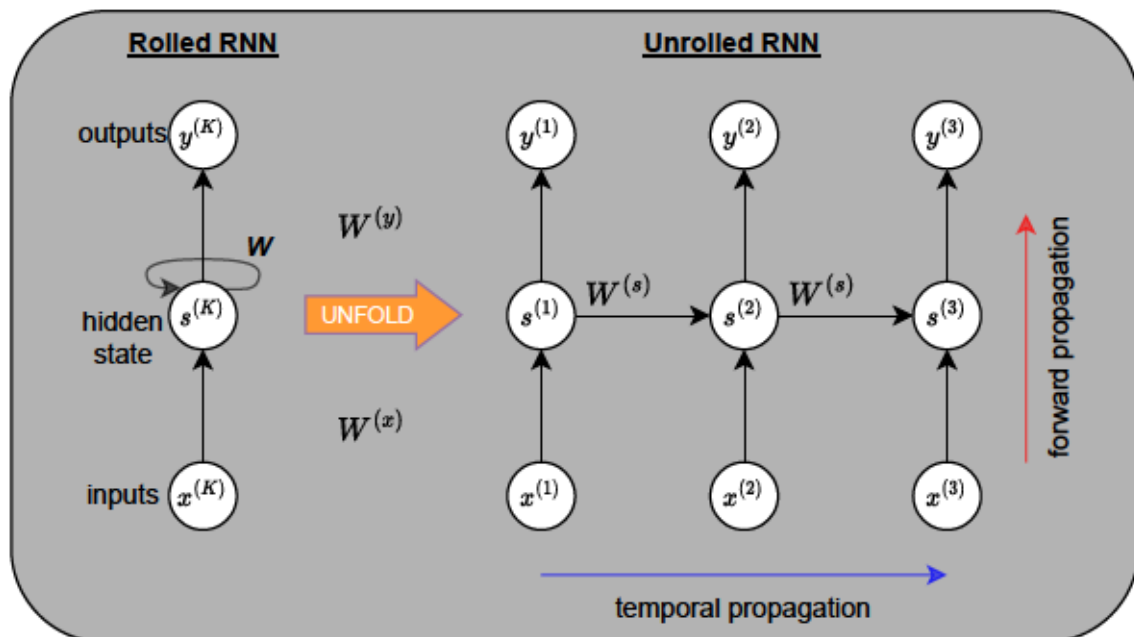 Rolled RNN
Unrolled RNN
outputs
y^(K)
y^(1)
y^(2)
y^(3)
W^(y)
W
hidden
state
s^(K)
UNFOLD
s^(1)
W^(s)
s^(2)
W^(s)
s^(3)
W^(x)
inputs
x^(K)
x^(1)
x^(2)
x^(3)
forward propagation
temporal propagation